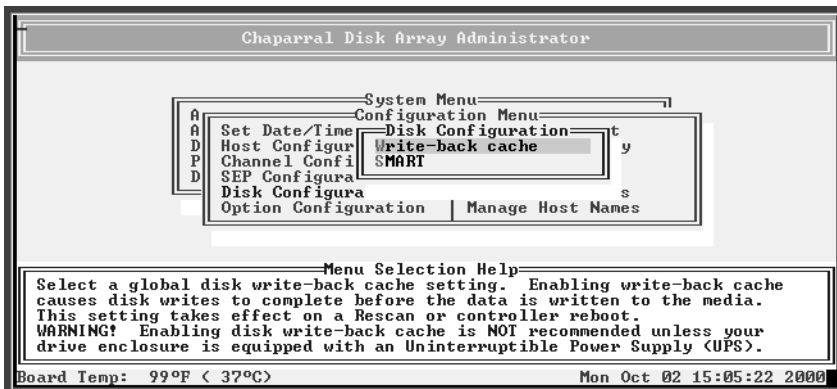 Chaparral Disk Array Administrator
System Menu
A Configuration Menu
A Set Date/Time Disk Configuration t
D Host Configur Write-back cache y
P Channel Confi SMART
D SEP Configura
Disk Configura s
Option Configuration | Manage Host Names
Menu Selection Help
Select a global disk write-back cache setting. Enabling write-back cache
causes disk writes to complete before the data is written to the media.
This setting takes effect on a Rescan or controller reboot.
WARNING! Enabling disk write-back cache is NOT recommended unless your
drive enclosure is equipped with an Uninterruptible Power Supply (UPS).
Board Temp: 99ºF ( 37ºC) Mon Oct 02 15:05:22 2000